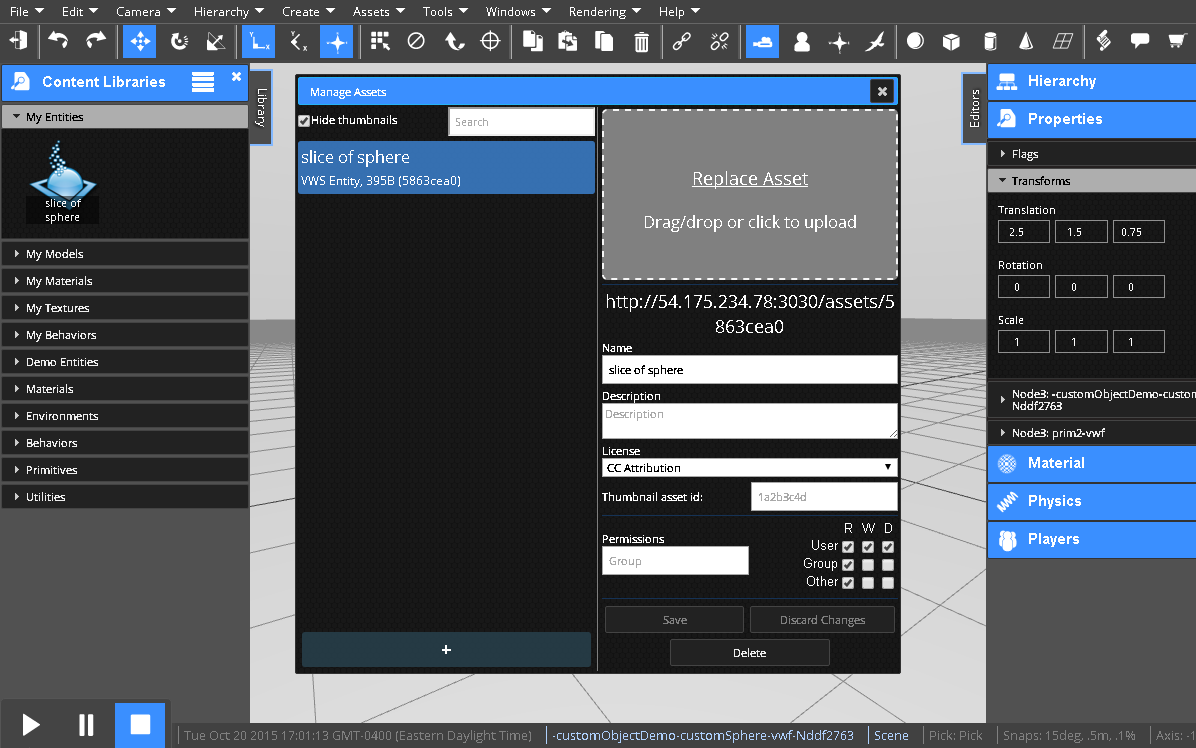 File Edit Camera Hierarchy Create Assets Tools Windows Rendering Help
Content Libraries
My Entities
slice of
sphere
My Models
My Materials
My Textures
My Behaviors
Demo Entities
Materials
Environments
Behaviors
Primitives
Utilities
Library
Manage Assets
Hide thumbnails
Search
slice of sphere
VWS Entity, 395B (5863cea0)
+
Replace Asset
Drag/drop or click to upload
http://54.175.234.78:3030/assets/5
863cea0
Name
slice of sphere
Description
Description
License
CC Attribution
Thumbnail asset id: 1a2b3c4d
R W D
Permissions
Group
User
Group
Other
Save Discard Changes
Delete
Editors
Hierarchy
Properties
Flags
Transforms
Translation
2.5 1.5 0.75
Rotation
0 0 0
Scale
1 1 1
Node3: -customObjectDemo-custom
Nddf2763
Node3: prim2-vwf
Material
Physics
Players
Tue Oct 20 2015 17:01:13 GMT-0400 (Eastern Daylight Time) -customObjectDemo-customSphere-vwf-Nddf2763 Scene Pick: Pick Snaps: 15deg, .5m, .1% Axis: -1